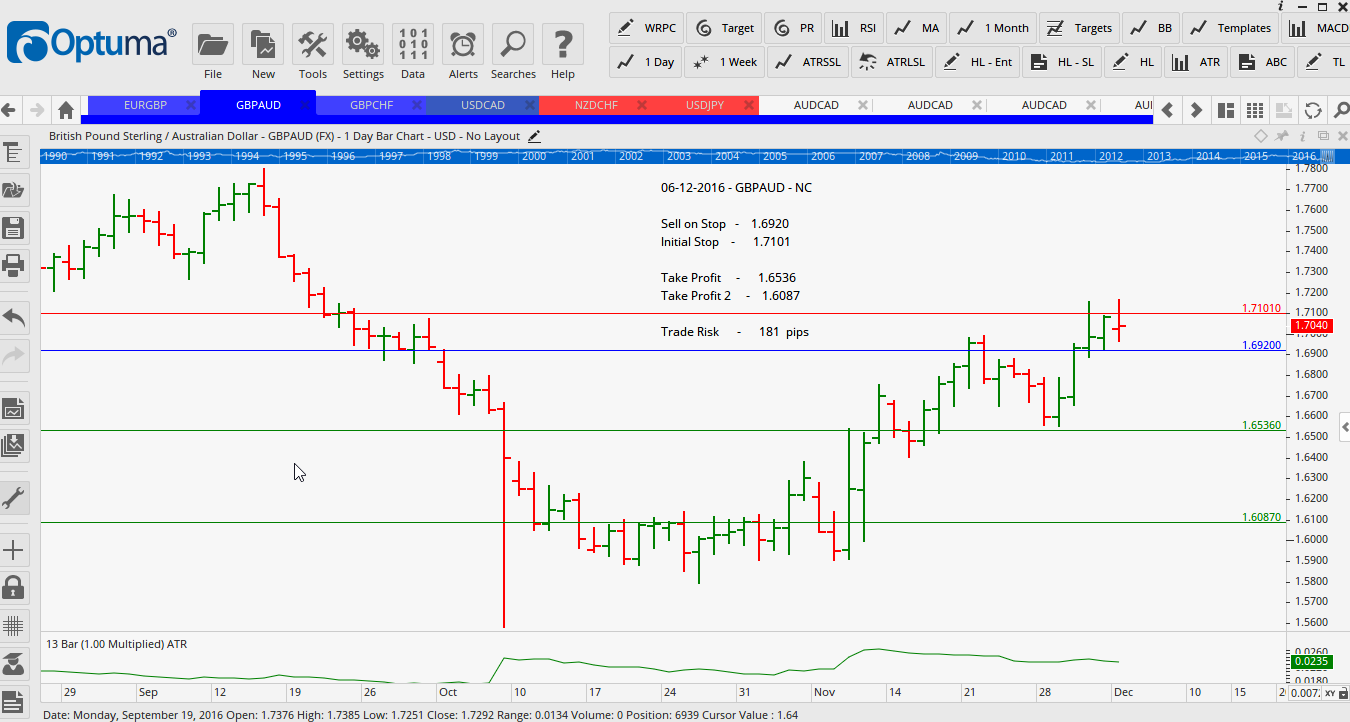 Optuma®
File
New
Tools
Settings
Data
Alerts
Searches
Help
WRPC
Target
PR
RSI
MA
1 Month
Targets
BB
Templates
MACD
1 Day
1 Week
ATRSSL
ATRLSL
HL - Ent
HL - SL
HL
ATR
ABC
TL
EURGBP
GBPAUD
GBPCHF
USDCAD
NZDCHF
USDJPY
AUDCAD
AUDCAD
AUDCAD
British Pound Sterling / Australian Dollar - GBPAUD (FX) - 1 Day Bar Chart - USD - No Layout
1990 1991 1992 1993 1994 1995 1996 1997 1998 1999 2000 2001 2002 2003 2004 2005 2006 2007 2008 2009 2010 2011 2012 2013 2014 2015 2016
06-12-2016 - GBPAUD - NC
Sell on Stop - 1.6920
Initial Stop - 1.7101
Take Profit - 1.6536
Take Profit 2 - 1.6087
Trade Risk - 181 pips
1.71010
1.69200
1.65360
1.60870
1.7800
1.7700
1.7600
1.7500
1.7400
1.7300
1.7200
1.7100
1.7040
1.6900
1.6800
1.6700
1.6600
1.6500
1.6400
1.6300
1.6200
1.6100
1.6000
1.5900
1.5800
1.5700
1.5600
13 Bar (1.00 Multiplied) ATR
0.0260
0.0235
0.0180
29 Sep 12 19 26 Oct 10 17 24 31 Nov 14 21 28 Dec 10 15
0.0072 XY
Date: Monday, September 19, 2016 Open: 1.7376 High: 1.7385 Low: 1.7251 Close: 1.7292 Range: 0.0134 Volume: 0 Position: 6939 Cursor Value : 1.64